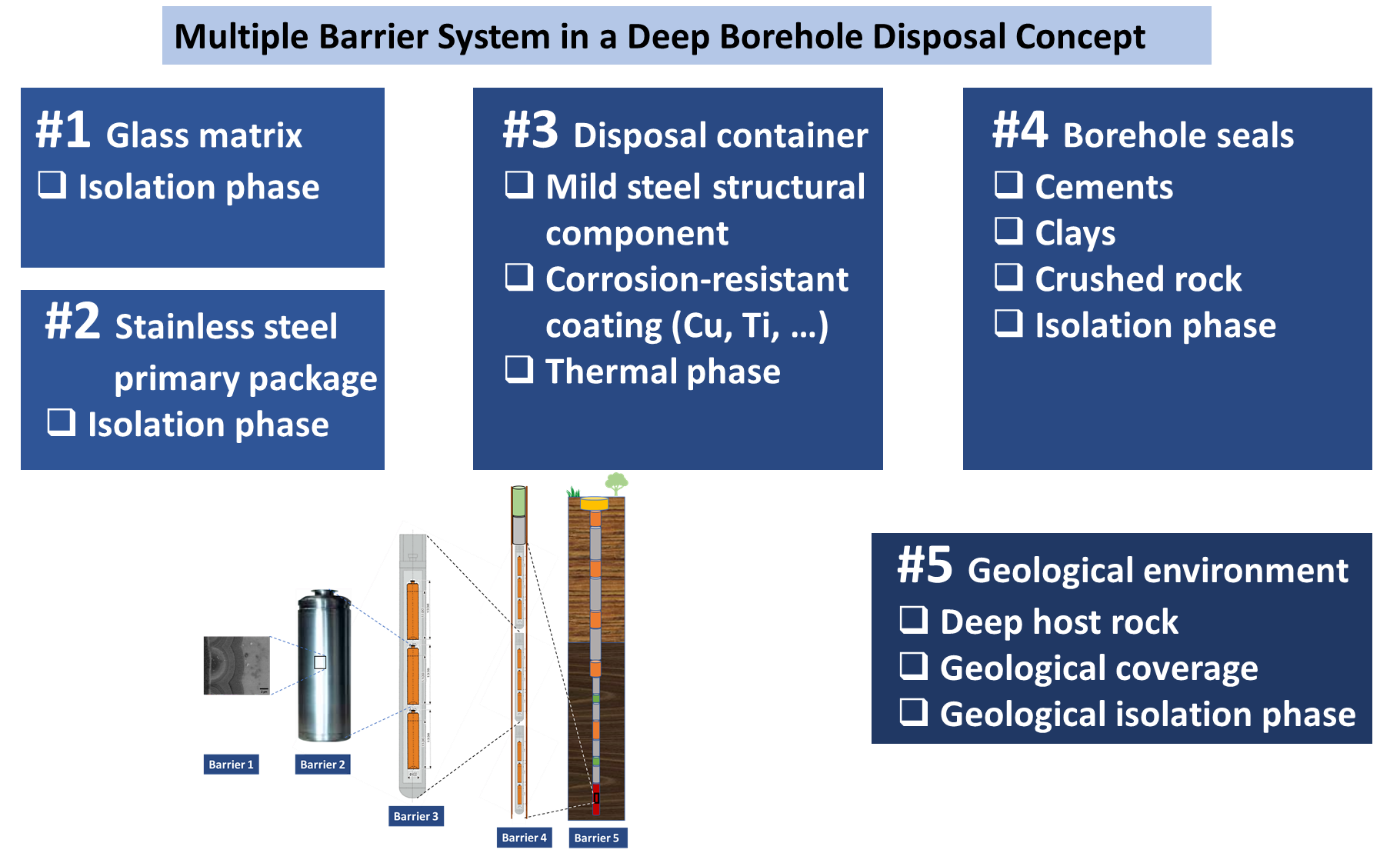 Multiple Barrier System in a Deep Borehole Disposal Concept
#1 Glass matrix
❑ Isolation phase
#2 Stainless steel
primary package
❑ Isolation phase
#3 Disposal container
❑ Mild steel structural
component
❑ Corrosion-resistant
coating (Cu, Ti, …)
❑ Thermal phase
#4 Borehole seals
❑ Cements
❑ Clays
❑ Crushed rock
❑ Isolation phase
#5 Geological environment
❑ Deep host rock
❑ Geological coverage
❑ Geological isolation phase
Barrier 1
Barrier 2
Barrier 3
Barrier 4
Barrier 5